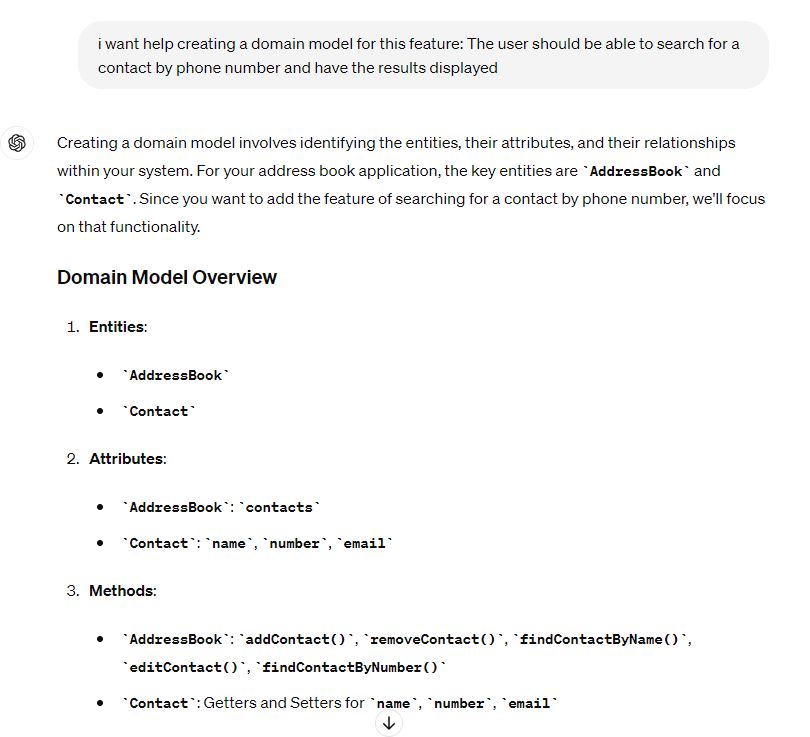 i want help creating a domain model for this feature: The user should be able to search for a
contact by phone number and have the results displayed
Creating a domain model involves identifying the entities, their attributes, and their relationships
within your system. For your address book application, the key entities are `AddressBook` and
`Contact`. Since you want to add the feature of searching for a contact by phone number, we'll focus
on that functionality.
Domain Model Overview
1. Entities:
• `AddressBook`
• `Contact`
2. Attributes:
• `AddressBook`: `contacts`
• `Contact`: `name`, `number`, `email`
3. Methods:
• `AddressBook`: `addContact()`, `removeContact()`, `findContactByName()`,
`editContact()`, `findContactByNumber()`
• `Contact`: Getters and Setters for `name`, `number`, `email`